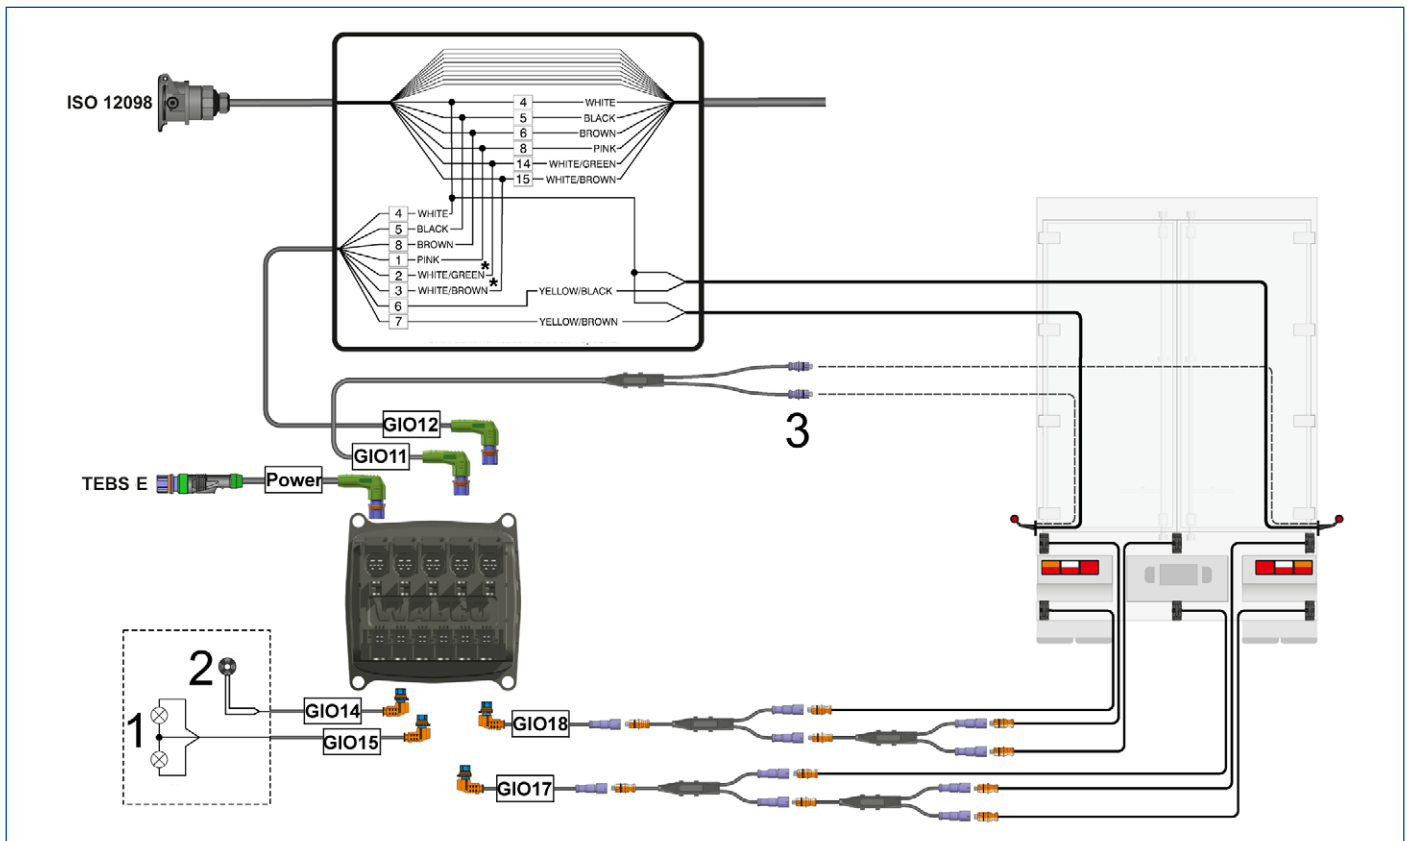 ISO 12098
4 WHITE
5 BLACK
6 BROWN
8 PINK
14 WHITE/GREEN
15 WHITE/BROWN
4 WHITE
5 BLACK
8 BROWN
1 PINK
2 WHITE/GREEN *
3 WHITE/BROWN *
6 YELLOW/BLACK
7 YELLOW/BROWN
3
GIO12
GIO11
TEBS E
Power
WABCO
2
1
GIO14
GIO15
GIO18
GIO17